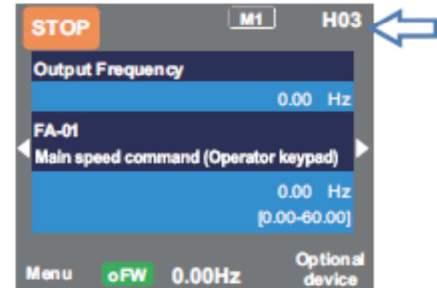 STOP M1 H03
Output Frequency
0.00 Hz
FA-01
Main speed command (Operator keypad)
0.00 Hz
[0.00-60.00]
Menu oFW 0.00Hz Optional device